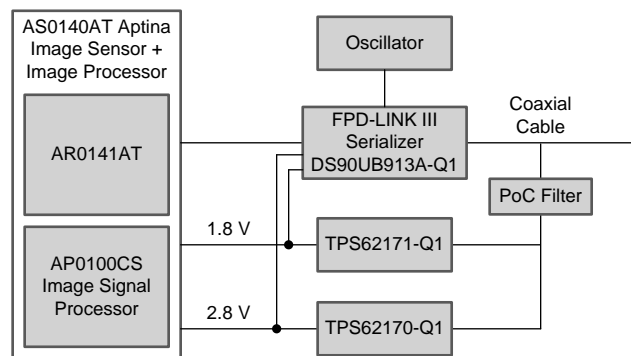 AS0140AT Aptina
Image Sensor +
Image Processor
AR0141AT
AP0100CS
Image Signal
Processor
Oscillator
FPD-LINK III
Serializer
DS90UB913A-Q1
Coaxial
Cable
PoC Filter
1.8 V
TPS62171-Q1
2.8 V
TPS62170-Q1